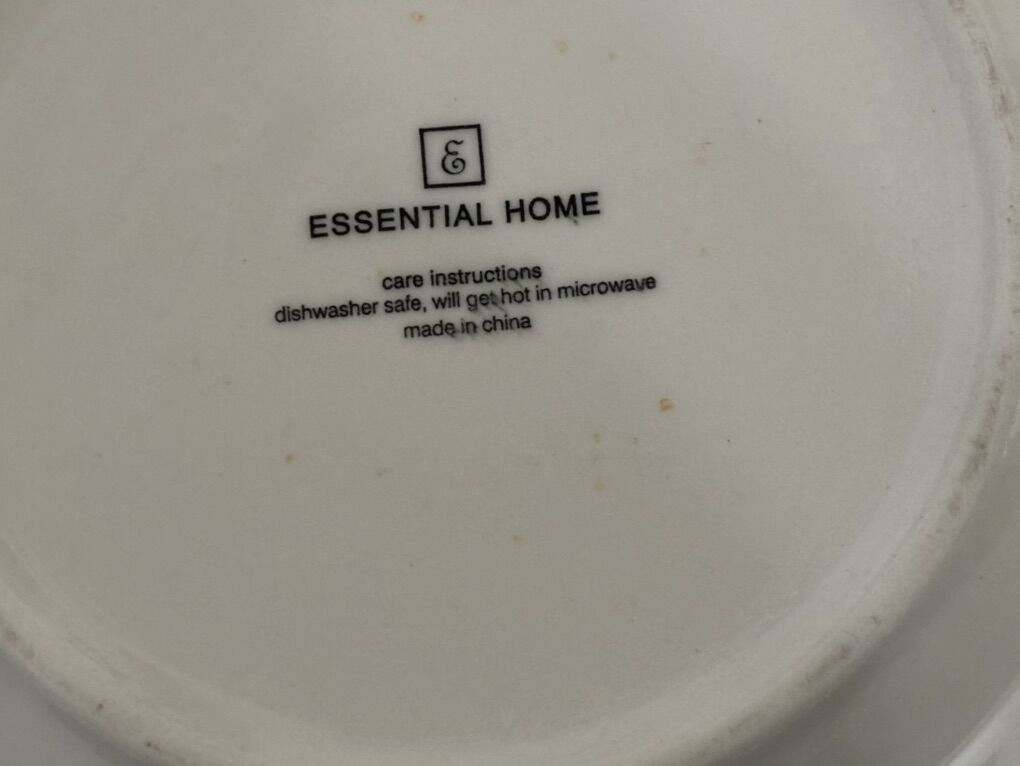 E
ESSENTIAL HOME
care instructions
dishwasher safe, will get hot in microwave
made in china